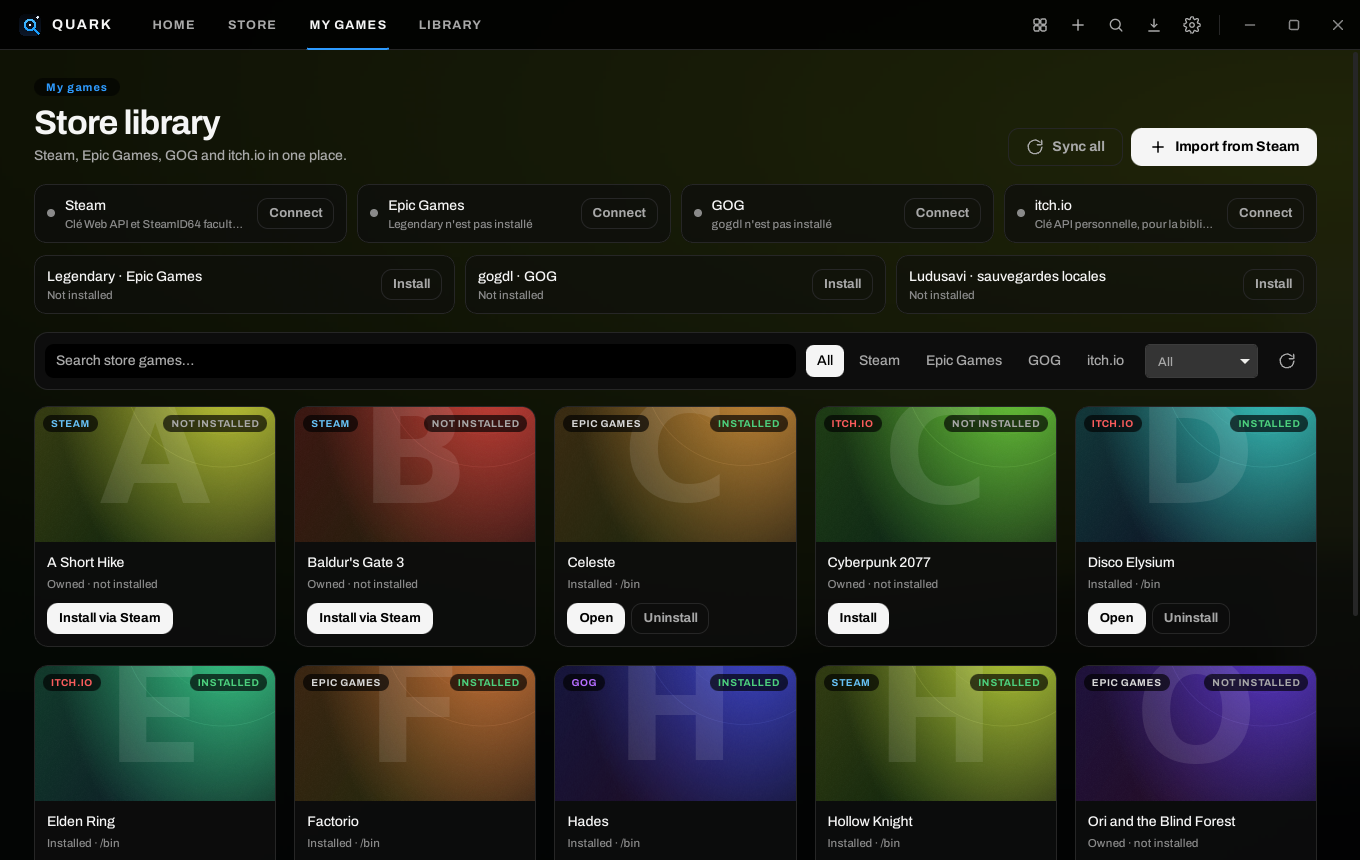 QUARK HOME STORE MY GAMES LIBRARY
My games
Store library
Steam, Epic Games, GOG and itch.io in one place.
Sync all
Import from Steam
Steam
Clé Web API et SteamID64 facult…
Connect
Epic Games
Legendary n'est pas installé
Connect
GOG
gogdl n'est pas installé
Connect
itch.io
Clé API personnelle, pour la bibli…
Connect
Legendary · Epic Games
Not installed
Install
gogdl · GOG
Not installed
Install
Ludusavi · sauvegardes locales
Not installed
Install
Search store games…
All Steam Epic Games GOG itch.io All
STEAM NOT INSTALLED
A
A Short Hike
Owned · not installed
Install via Steam
STEAM NOT INSTALLED
B
Baldur's Gate 3
Owned · not installed
Install via Steam
EPIC GAMES INSTALLED
C
Celeste
Installed · /bin
Open Uninstall
ITCH.IO NOT INSTALLED
C
Cyberpunk 2077
Owned · not installed
Install
ITCH.IO INSTALLED
D
Disco Elysium
Installed · /bin
Open Uninstall
ITCH.IO INSTALLED
E
Elden Ring
Installed · /bin
EPIC GAMES INSTALLED
F
Factorio
Installed · /bin
GOG INSTALLED
H
Hades
Installed · /bin
STEAM INSTALLED
H
Hollow Knight
Installed · /bin
EPIC GAMES NOT INSTALLED
O
Ori and the Blind Forest
Owned · not installed